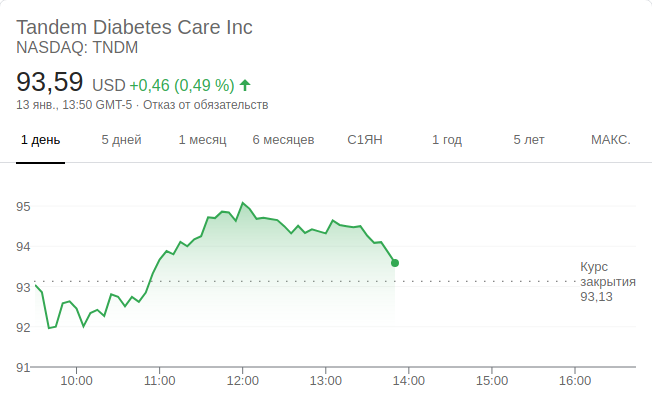 Tandem Diabetes Care Inc
NASDAQ: TNDM
93,59 USD +0,46 (0,49 %)
13 янв., 13:50 GMT-5 · Отказ от обязательств
1 день 5 дней 1 месяц 6 месяцев С1ЯН 1 год 5 лет МАКС.
95
94
93
92
91
Курс
закрытия
93,13
10:00 11:00 12:00 13:00 14:00 15:00 16:00